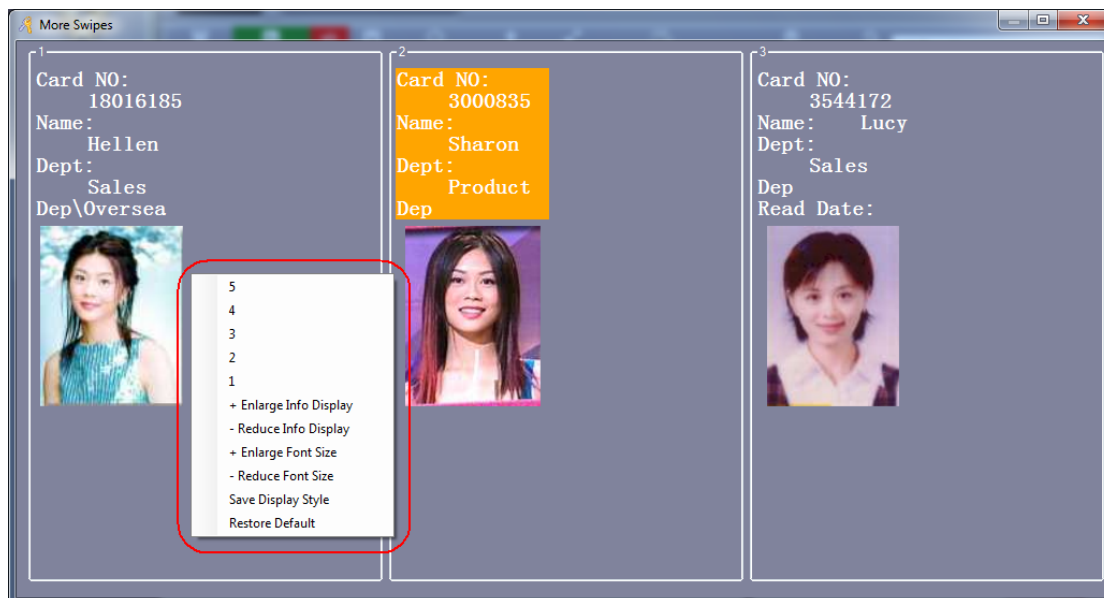 More Swipes
1
Card NO:
18016185
Name:
Hellen
Dept:
Sales
Dep\Oversea
2
Card NO:
3000835
Name:
Sharon
Dept:
Product
Dep
3
Card NO:
3544172
Name: Lucy
Dept:
Sales
Dep
Read Date:
5
4
3
2
1
+ Enlarge Info Display
- Reduce Info Display
+ Enlarge Font Size
- Reduce Font Size
Save Display Style
Restore Default